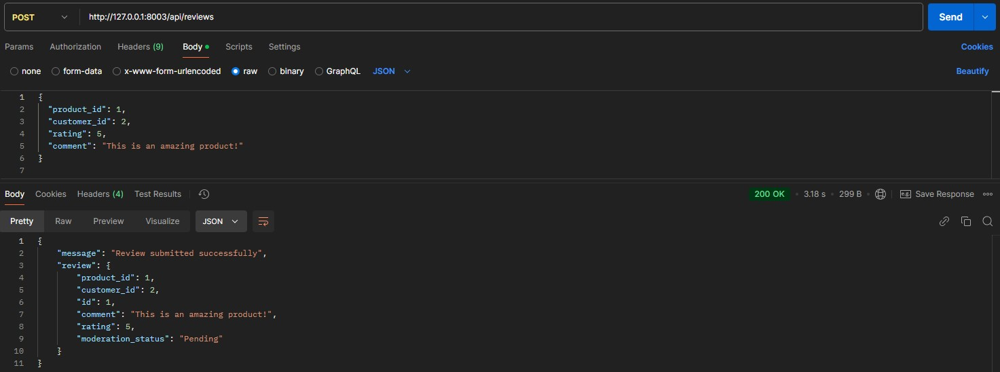 POST http://127.0.0.1:8003/api/reviews Send
Params Authorization Headers (9) Body Scripts Settings Cookies
none form-data x-www-form-urlencoded raw binary GraphQL JSON Beautify
1 {
2 "product_id": 1,
3 "customer_id": 2,
4 "rating": 5,
5 "comment": "This is an amazing product!"
6 }
7
Body Cookies Headers (4) Test Results 200 OK • 3.18 s • 299 B • e.g. Save Response
Pretty Raw Preview Visualize JSON
1 {
2 "message": "Review submitted successfully",
3 "review": {
4 "product_id": 1,
5 "customer_id": 2,
6 "id": 1,
7 "comment": "This is an amazing product!",
8 "rating": 5,
9 "moderation_status": "Pending"
10 }
11 }